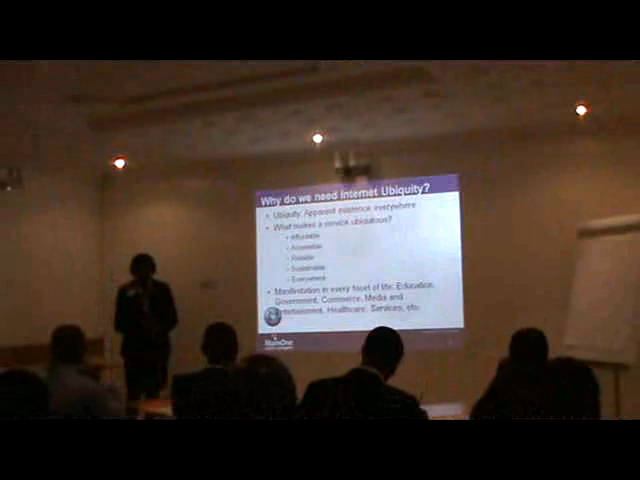 Why do we need Internet Ubiquity?
• Ubiquity: Apparent existence everywhere
• What makes a service ubiquitous?
• Affordable
• Accessible
• Reliable
• Sustainable
• Everywhere
• Manifestation in every facet of life: Education,
Government, Commerce, Media and
Entertainment, Healthcare, Services, etc.
MainOne